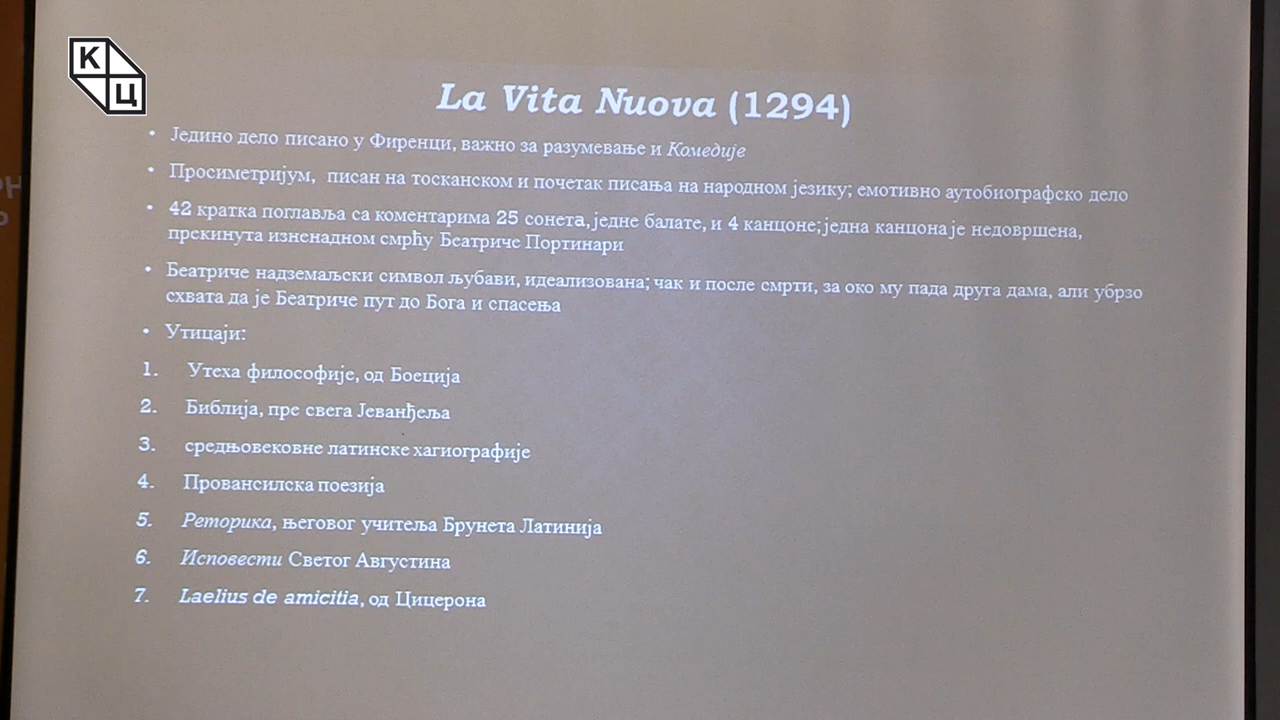 К
Ц
La Vita Nuova (1294)
• Једино дело писано у Фиренци, важно за разумевање и Комедије
• Просиметријум, писан на тосканском и почетак писања на народном језику; емотивно аутобиографско дело
• 42 кратка поглавља са коментарима 25 сонета, једне балате, и 4 канцоне; једна канцона је недовршена,
прекинута изненадном смрћу Беатриче Портинари
• Беатриче надземаљски симвoл љубави, идеализована; чак и после смрти, за око му пада друга дама, али убрзо
схвата да је Беатриче пут до Бога и спасења
• Утицаји:
1. Утеха филoсофије, од Боеција
2. Библија, пре свега Јеванђеља
3. средњовековне латинске хагиографије
4. Провансилска поезија
5. Реторика, његовог учитеља Брунета Латинија
6. Исповести Светог Августина
7. Laelius de amicitia, од Цицерона